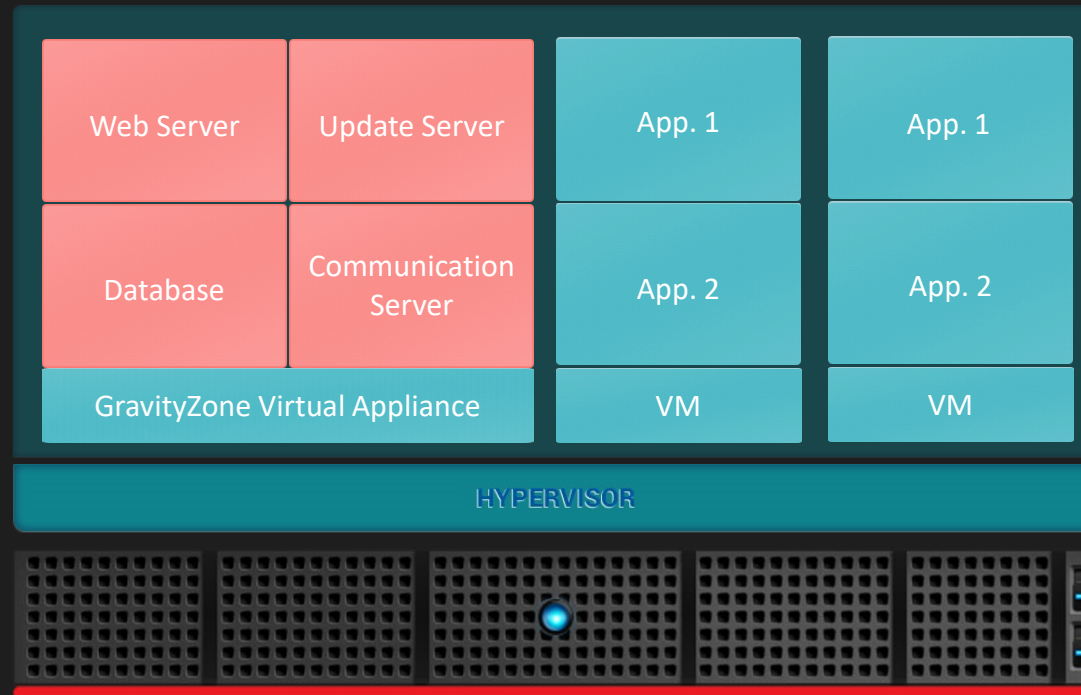 Web Server
Update Server
App. 1
App. 1
Database
Communication
Server
App. 2
App. 2
GravityZone Virtual Appliance
VM
VM
HYPERVISOR